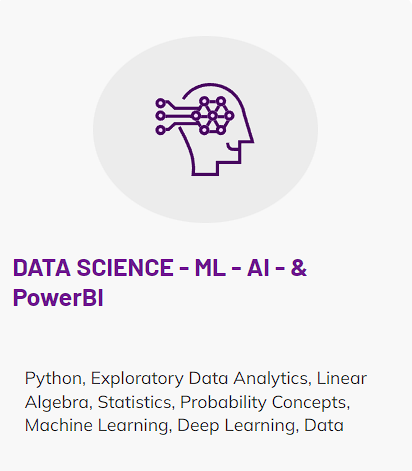 DATA SCIENCE - ML - AI - &
PowerBI
Python, Exploratory Data Analytics, Linear
Algebra, Statistics, Probability Concepts,
Machine Learning, Deep Learning, Data